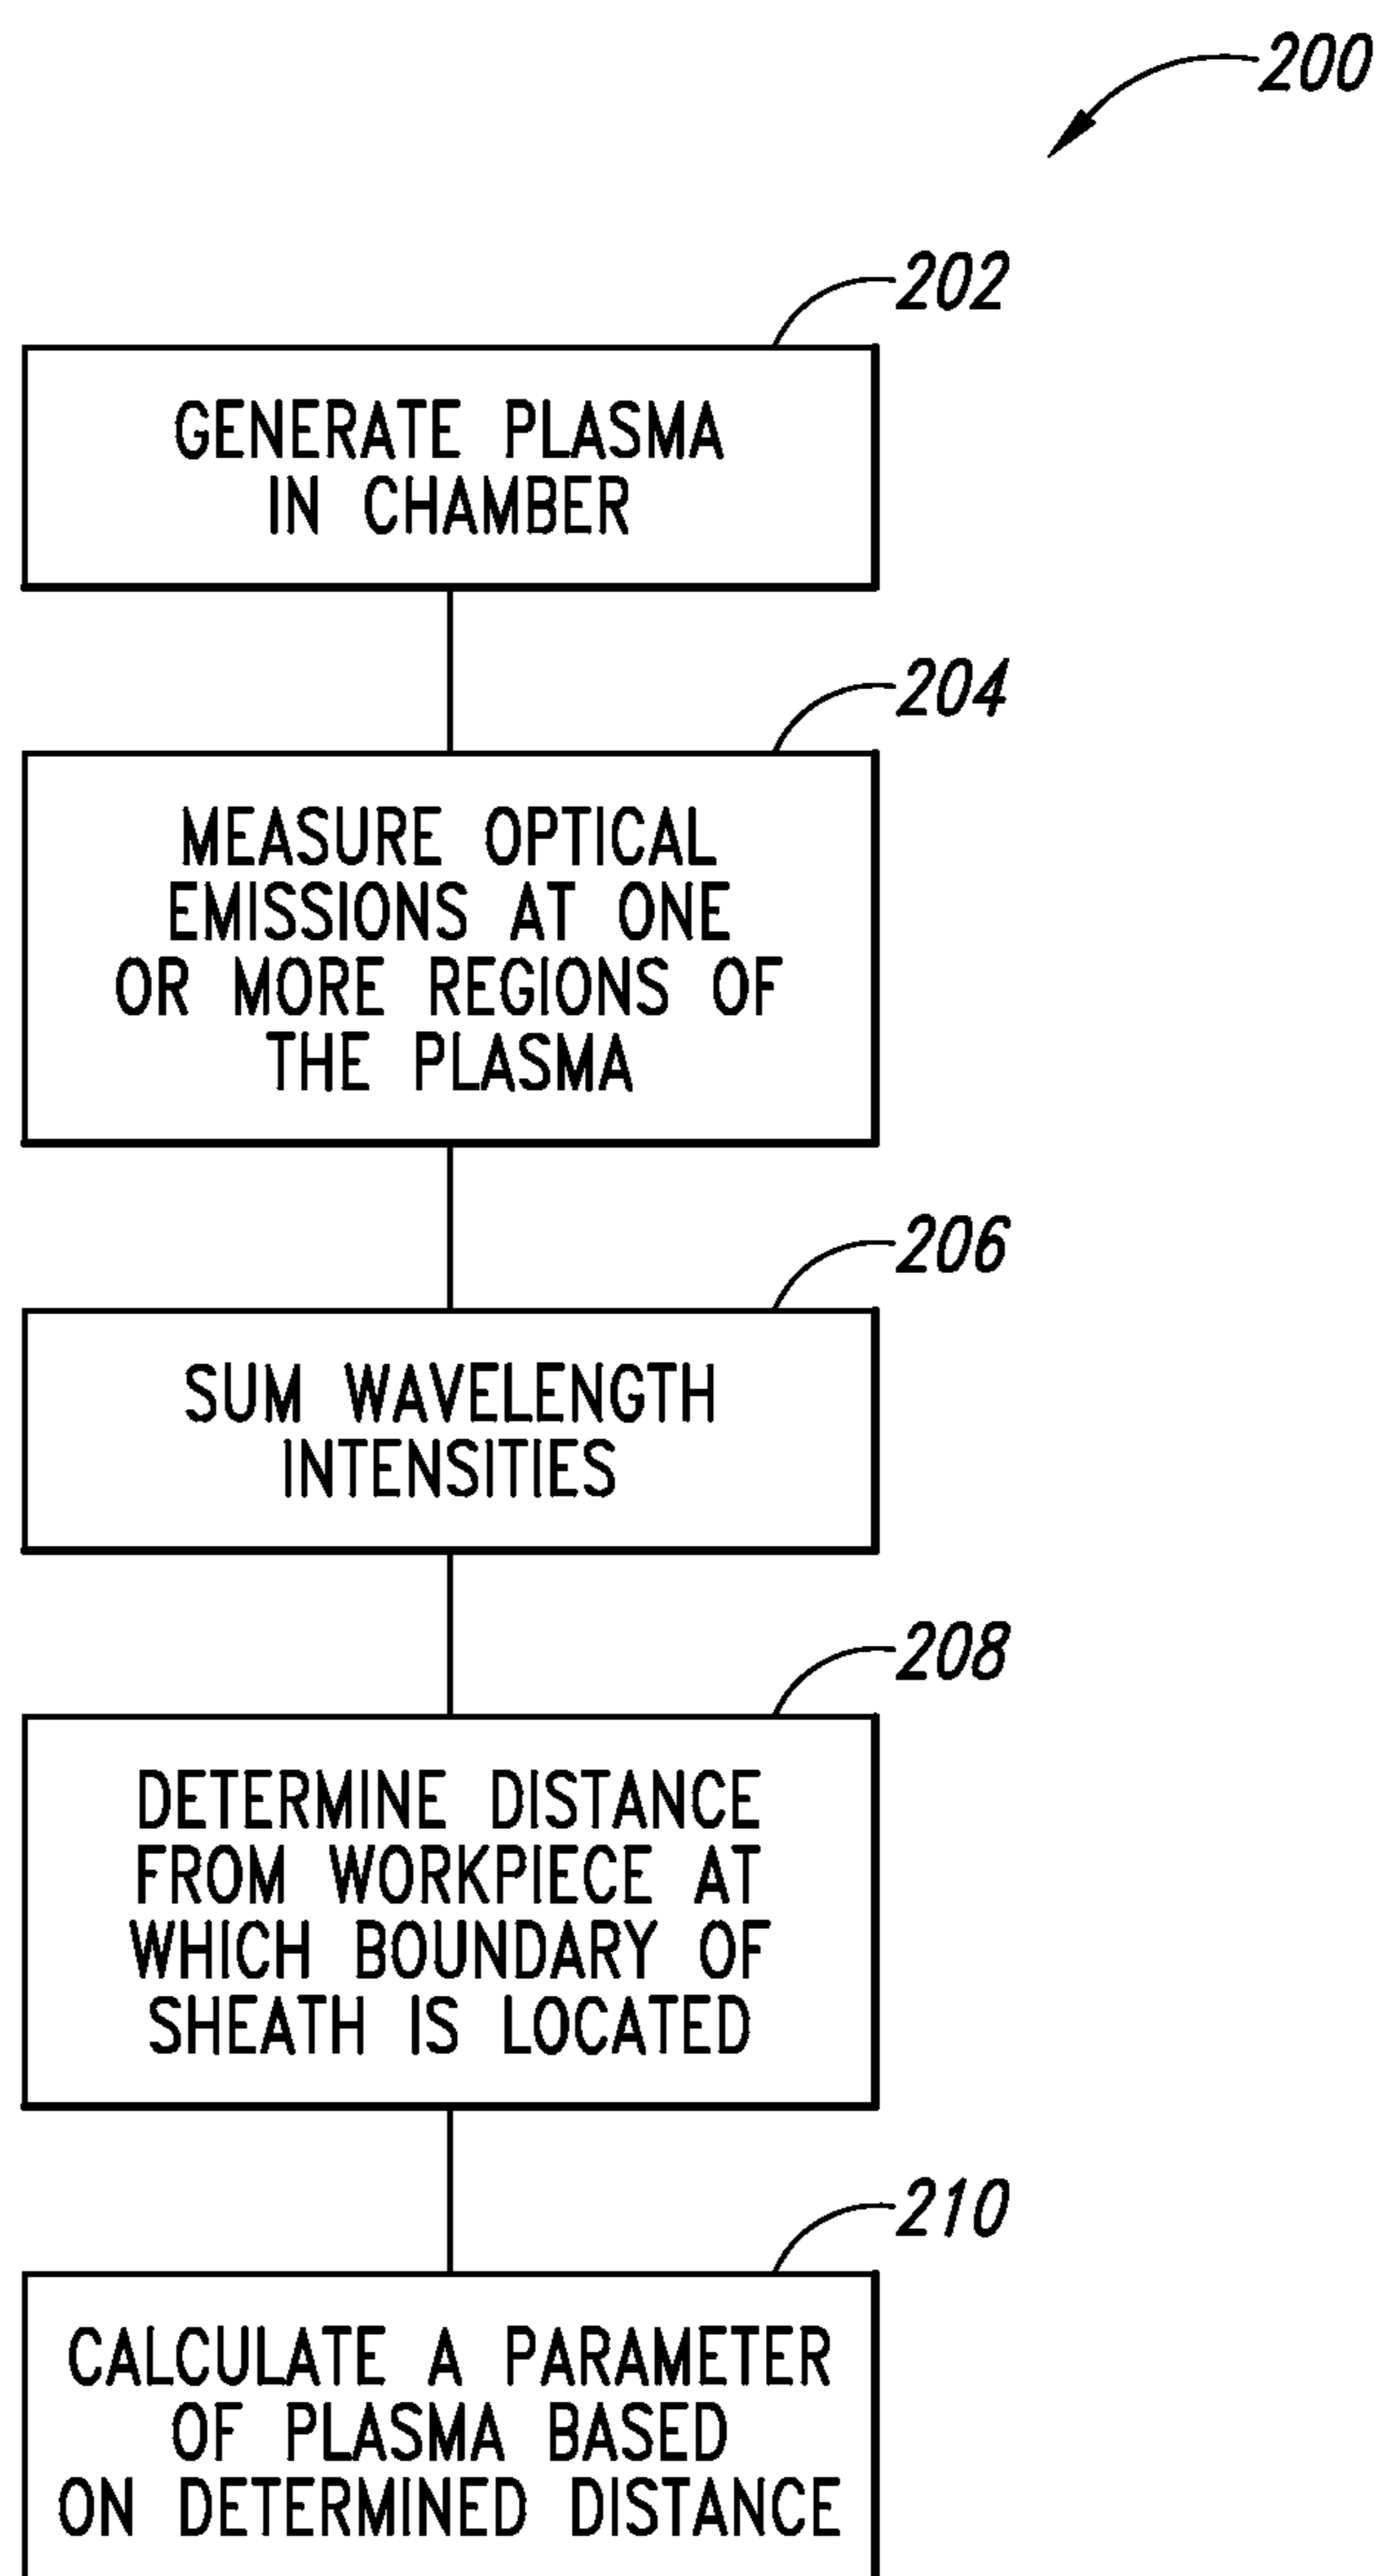 200
202
GENERATE PLASMA
IN CHAMBER
204
MEASURE OPTICAL
EMISSIONS AT ONE
OR MORE REGIONS OF
THE PLASMA
206
SUM WAVELENGTH
INTENSITIES
208
DETERMINE DISTANCE
FROM WORKPIECE AT
WHICH BOUNDARY OF
SHEATH IS LOCATED
210
CALCULATE A PARAMETER
OF PLASMA BASED
ON DETERMINED DISTANCE